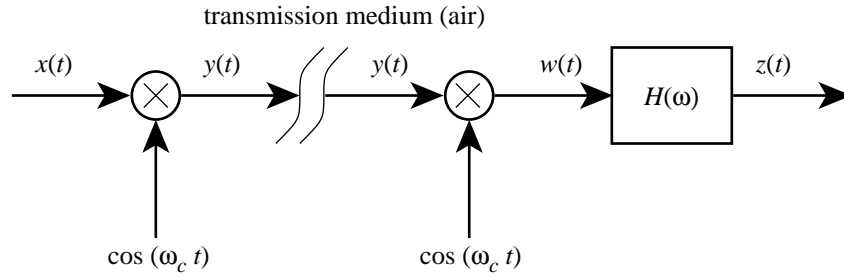 transmission medium (air)
x(t) y(t) y(t) w(t) H(ω) z(t)
cos (ω_c t) cos (ω_c t)